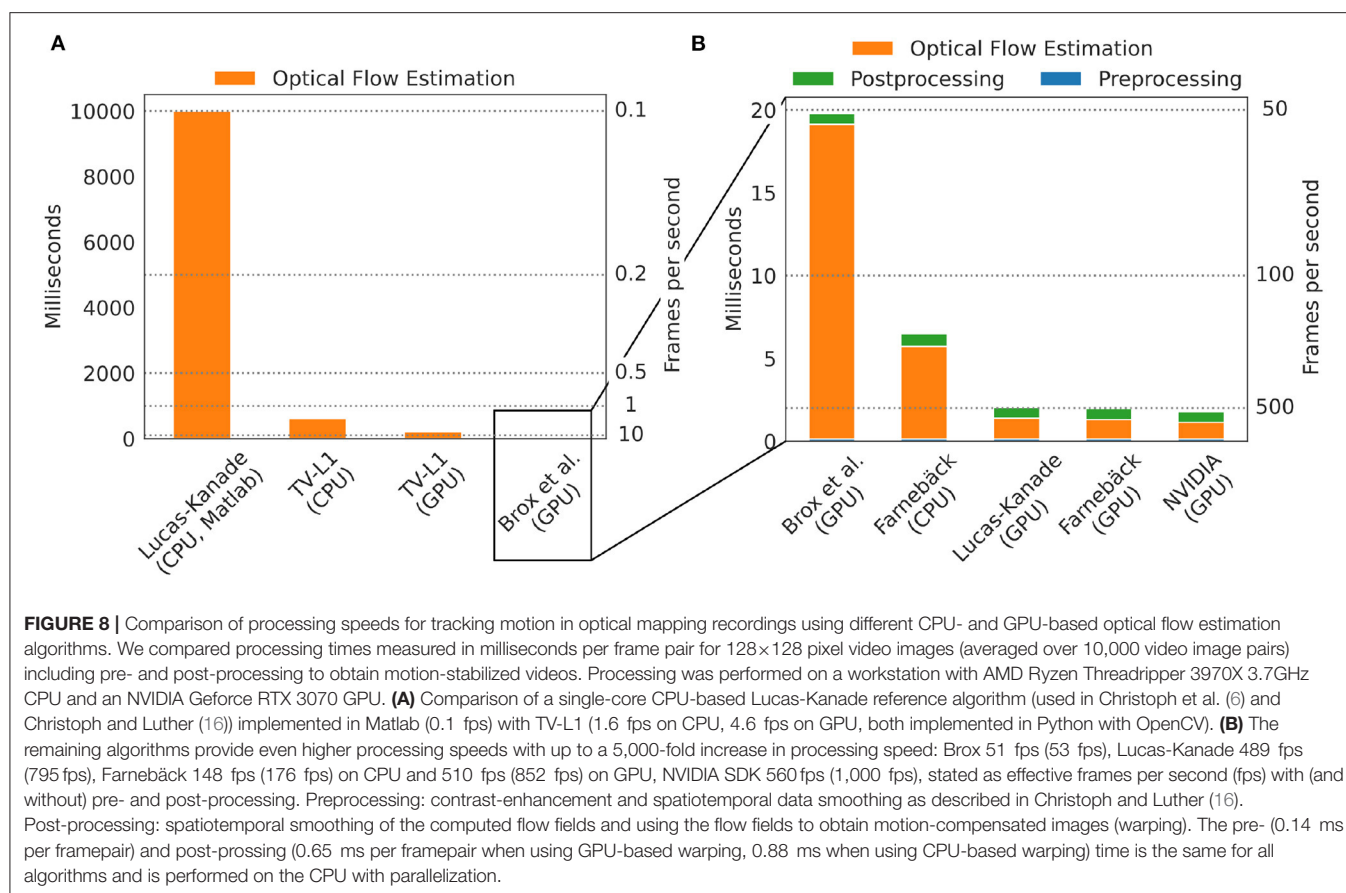 A
Optical Flow Estimation
10000
8000
6000
4000
2000
0
Milliseconds
0.1
0.2
0.5
1
10
Frames per second
Lucas-Kanade
(CPU, Matlab)
TV-L1
(CPU)
TV-L1
(GPU)
Brox et al.
(GPU)
B
Optical Flow Estimation
Postprocessing
Preprocessing
20
15
10
5
0
Milliseconds
50
100
500
Frames per second
Brox et al.
(GPU)
Farnebäck
(CPU)
Lucas-Kanade
(GPU)
Farnebäck
(GPU)
NVIDIA
(GPU)
FIGURE 8 | Comparison of processing speeds for tracking motion in optical mapping recordings using different CPU- and GPU-based optical flow estimation
algorithms. We compared processing times measured in milliseconds per frame pair for 128×128 pixel video images (averaged over 10,000 video image pairs)
including pre- and post-processing to obtain motion-stabilized videos. Processing was performed on a workstation with AMD Ryzen Threadripper 3970X 3.7GHz
CPU and an NVIDIA Geforce RTX 3070 GPU. (A) Comparison of a single-core CPU-based Lucas-Kanade reference algorithm (used in Christoph et al. (6) and
Christoph and Luther (16)) implemented in Matlab (0.1 fps) with TV-L1 (1.6 fps on CPU, 4.6 fps on GPU, both implemented in Python with OpenCV). (B) The
remaining algorithms provide even higher processing speeds with up to a 5,000-fold increase in processing speed: Brox 51 fps (53 fps), Lucas-Kanade 489 fps
(795 fps), Farnebäck 148 fps (176 fps) on CPU and 510 fps (852 fps) on GPU, NVIDIA SDK 560 fps (1,000 fps), stated as effective frames per second (fps) with (and
without) pre- and post-processing. Preprocessing: contrast-enhancement and spatiotemporal data smoothing as described in Christoph and Luther (16).
Post-processing: spatiotemporal smoothing of the computed flow fields and using the flow fields to obtain motion-compensated images (warping). The pre- (0.14 ms
per framepair) and post-prossing (0.65 ms per framepair when using GPU-based warping, 0.88 ms when using CPU-based warping) time is the same for all
algorithms and is performed on the CPU with parallelization.